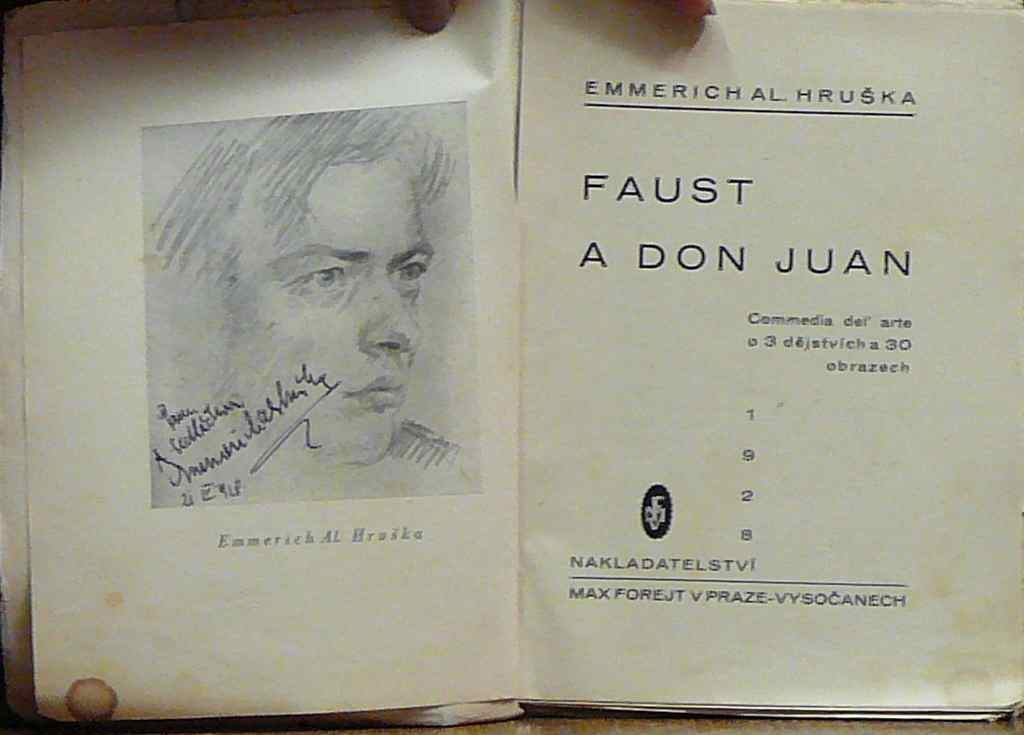 Emmerich Al. Hruška
EMMERICH AL. HRUŠKA
FAUST
A DON JUAN
Commedia del' arte
o 3 dějstvích a 30
obrazech
1
9
2
8
NAKLADATELSTVÍ
MAX FOREJT V PRAZE-VYSOČANECH